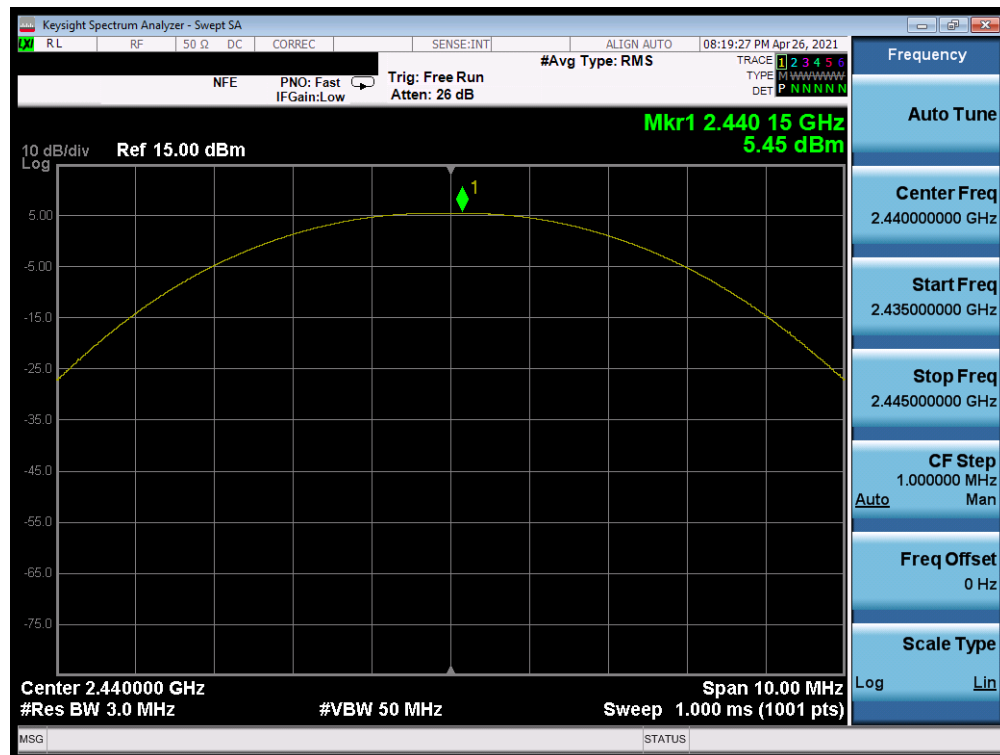 Keysight Spectrum Analyzer - Swept SA
LXI RL RF 50 Ω DC CORREC SENSE:INT ALIGN AUTO 08:19:27 PM Apr 26, 2021
NFE PNO: Fast Trig: Free Run #Avg Type: RMS TRACE 1 2 3 4 5 6
IFGain:Low Atten: 26 dB TYPE M W W W W W
DET P N N N N N
Mkr1 2.440 15 GHz
5.45 dBm
10 dB/div Ref 15.00 dBm
Log
1
5.00
-5.00
-15.0
-25.0
-35.0
-45.0
-55.0
-65.0
-75.0
Center 2.440000 GHz Span 10.00 MHz
#Res BW 3.0 MHz #VBW 50 MHz Sweep 1.000 ms (1001 pts)
MSG STATUS
Frequency
Auto Tune
Center Freq
2.440000000 GHz
Start Freq
2.435000000 GHz
Stop Freq
2.445000000 GHz
CF Step
1.000000 MHz
Auto Man
Freq Offset
0 Hz
Scale Type
Log Lin